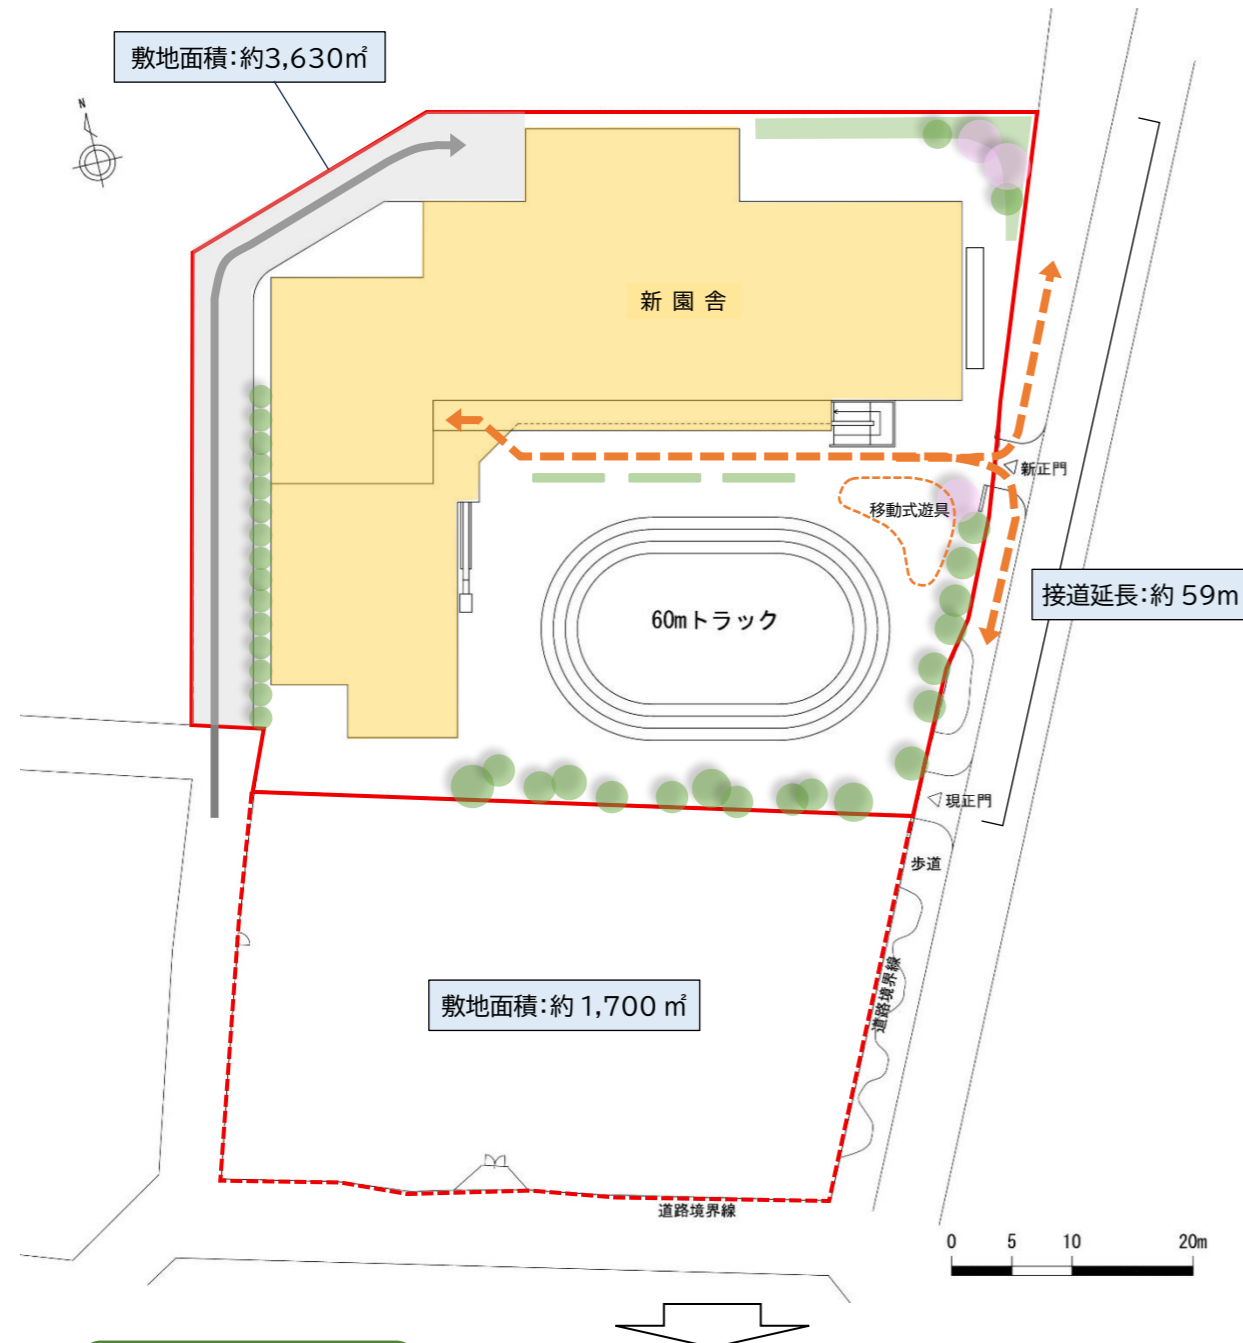 敷地面積：約3,630㎡
N
新園舎
新正門
移動式遊具
接道延長：約 59m
60mトラック
現正門
歩道
道路境界線
敷地面積：約 1,700 ㎡
道路境界線
0 5 10 20m